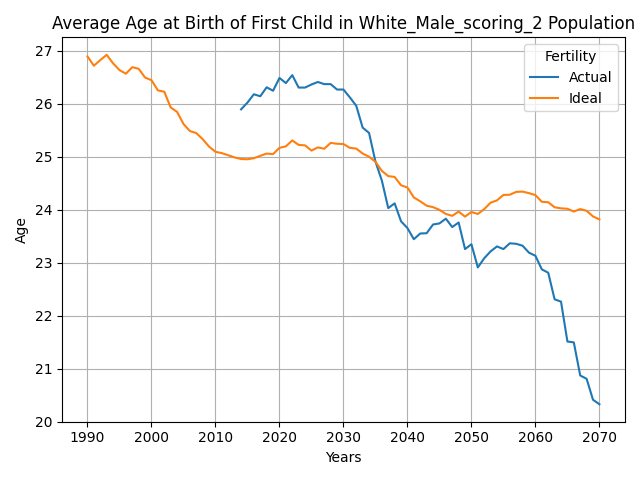 Average Age at Birth of First Child in White_Male_scoring_2 Population
Fertility
Actual
Ideal
Age
27
26
25
24
23
22
21
20
1990 2000 2010 2020 2030 2040 2050 2060 2070
Years